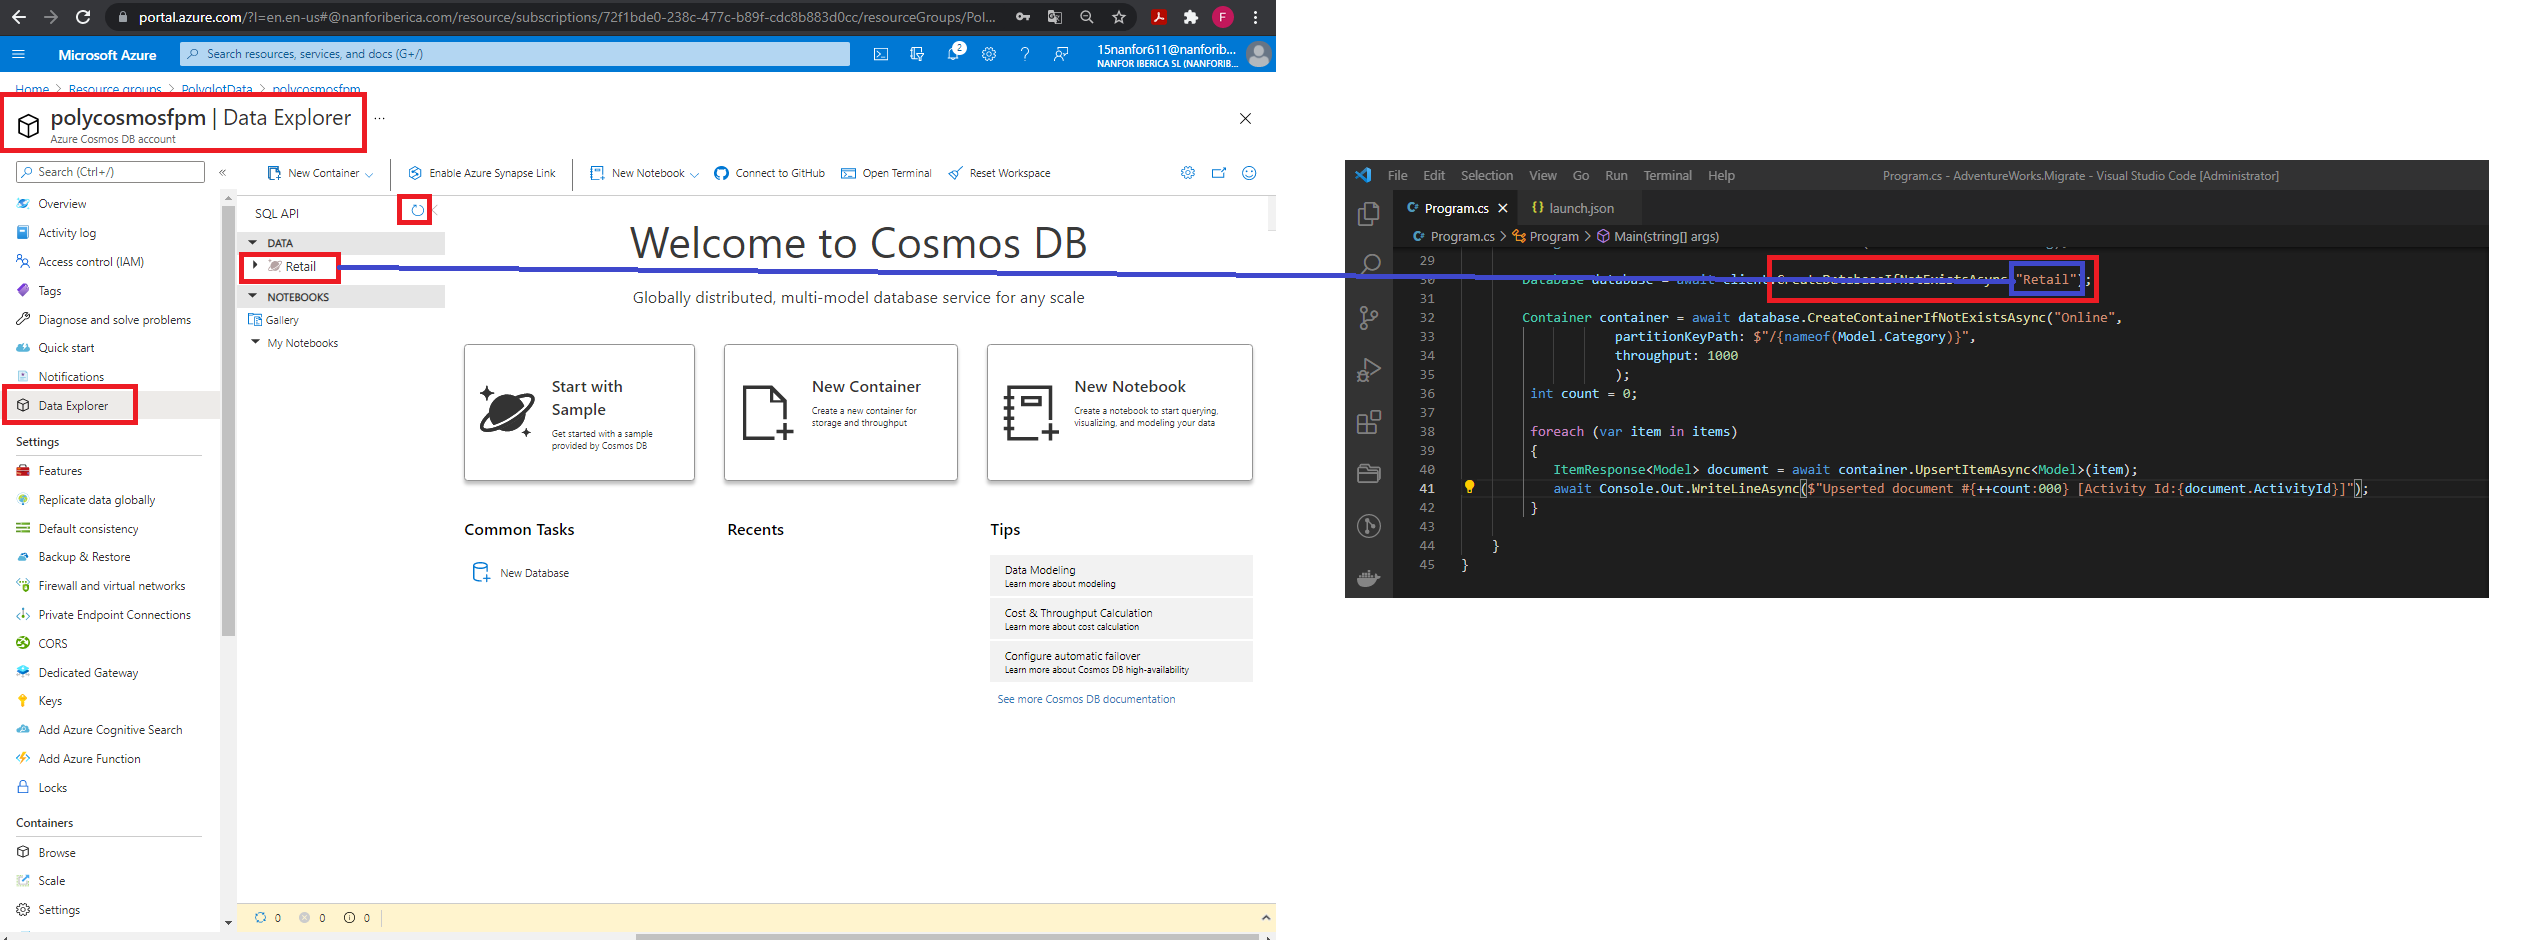 portal.azure.com/?l=en.en-us#@nanforiberica.com/resource/subscriptions/72f1bde0-238c-477c-b89f-cdc8b883d0cc/resourceGroups/Pol...
F
Microsoft Azure
Search resources, services, and docs (G+/)
2
15nanfor611@nanforib...
NANFOR IBERICA SL (NANFORIB...
Home > Resource groups > PolyglotData > polycosmosfpm
polycosmosfpm | Data Explorer ...
Azure Cosmos DB account
Search (Ctrl+/)
«
Overview
Activity log
Access control (IAM)
Tags
Diagnose and solve problems
Quick start
Notifications
Data Explorer
Settings
Features
Replicate data globally
Default consistency
Backup & Restore
Firewall and virtual networks
Private Endpoint Connections
CORS
Dedicated Gateway
Keys
Add Azure Cognitive Search
Add Azure Function
Locks
Containers
Browse
Scale
Settings
New Container
Enable Azure Synapse Link
New Notebook
Connect to GitHub
Open Terminal
Reset Workspace
SQL API
DATA
Retail
NOTEBOOKS
Gallery
My Notebooks
Welcome to Cosmos DB
Globally distributed, multi-model database service for any scale
Start with
Sample
Get started with a sample
provided by Cosmos DB
New Container
Create a new container for
storage and throughput
New Notebook
Create a notebook to start querying,
visualizing, and modeling your data
Common Tasks
New Database
Recents
Tips
Data Modeling
Learn more about modeling
Cost & Throughput Calculation
Learn more about cost calculation
Configure automatic failover
Learn more about Cosmos DB high-availability
See more Cosmos DB documentation
0 0 0
File Edit Selection View Go Run Terminal Help
Program.cs - AdventureWorks.Migrate - Visual Studio Code [Administrator]
Program.cs
launch.json
Program.cs > Program > Main(string[] args)
29
30 Database database = await client.CreateDatabaseIfNotExistsAsync("Retail");
31
32 Container container = await database.CreateContainerIfNotExistsAsync("Online",
33 partitionKeyPath: $"/{nameof(Model.Category)}",
34 throughput: 1000
35 );
36 int count = 0;
37
38 foreach (var item in items)
39 {
40 ItemResponse<Model> document = await container.UpsertItemAsync<Model>(item);
41 await Console.Out.WriteLineAsync($"Upserted document #{++count:000} [Activity Id:{document.ActivityId}]");
42 }
43
44 }
45 }